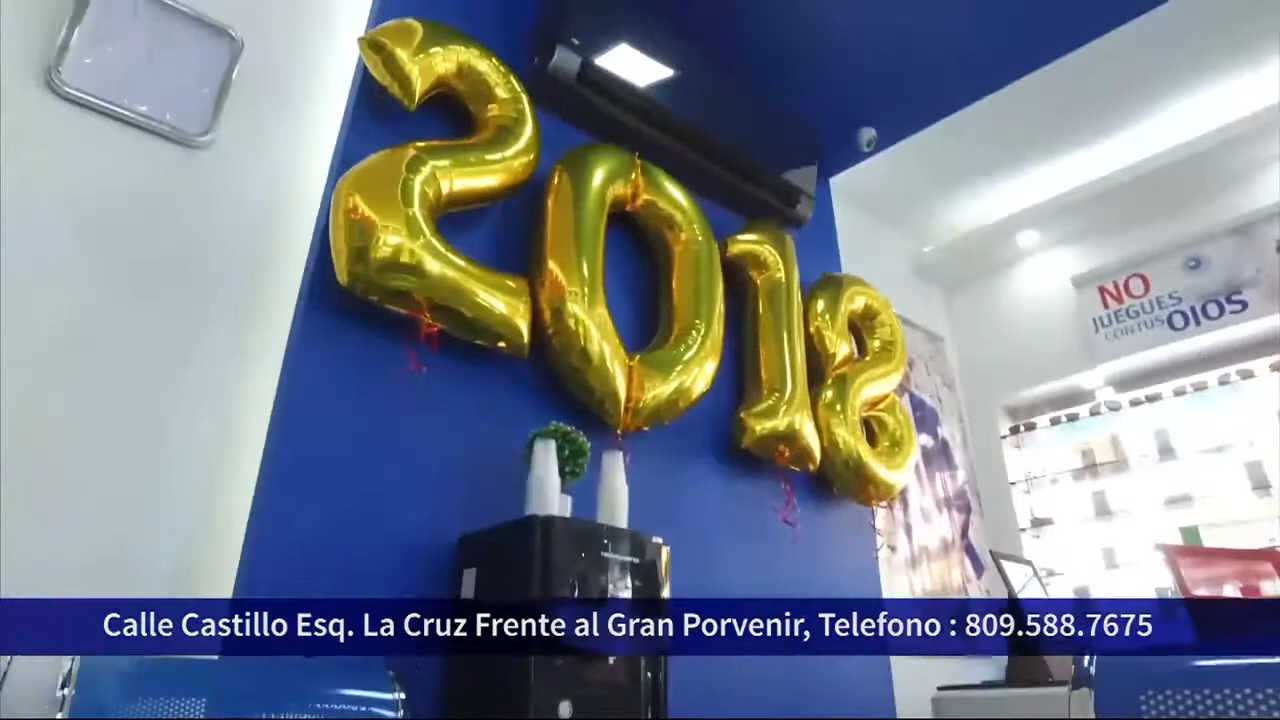 2018
NO
JUEGUES
CON TUS OJOS
Calle Castillo Esq. La Cruz Frente al Gran Porvenir, Telefono : 809.588.7675